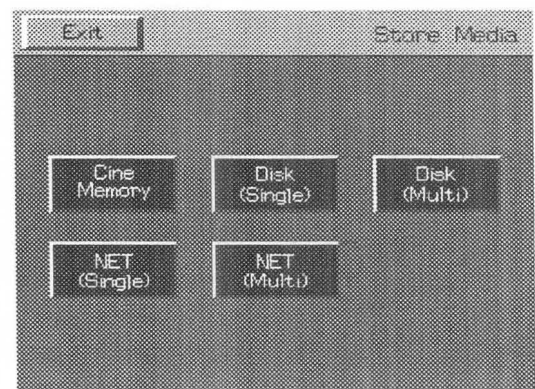 Exit
Store Media
Cine
Memory
Disk
(Single)
Disk
(Multi)
NET
(Single)
NET
(Multi)